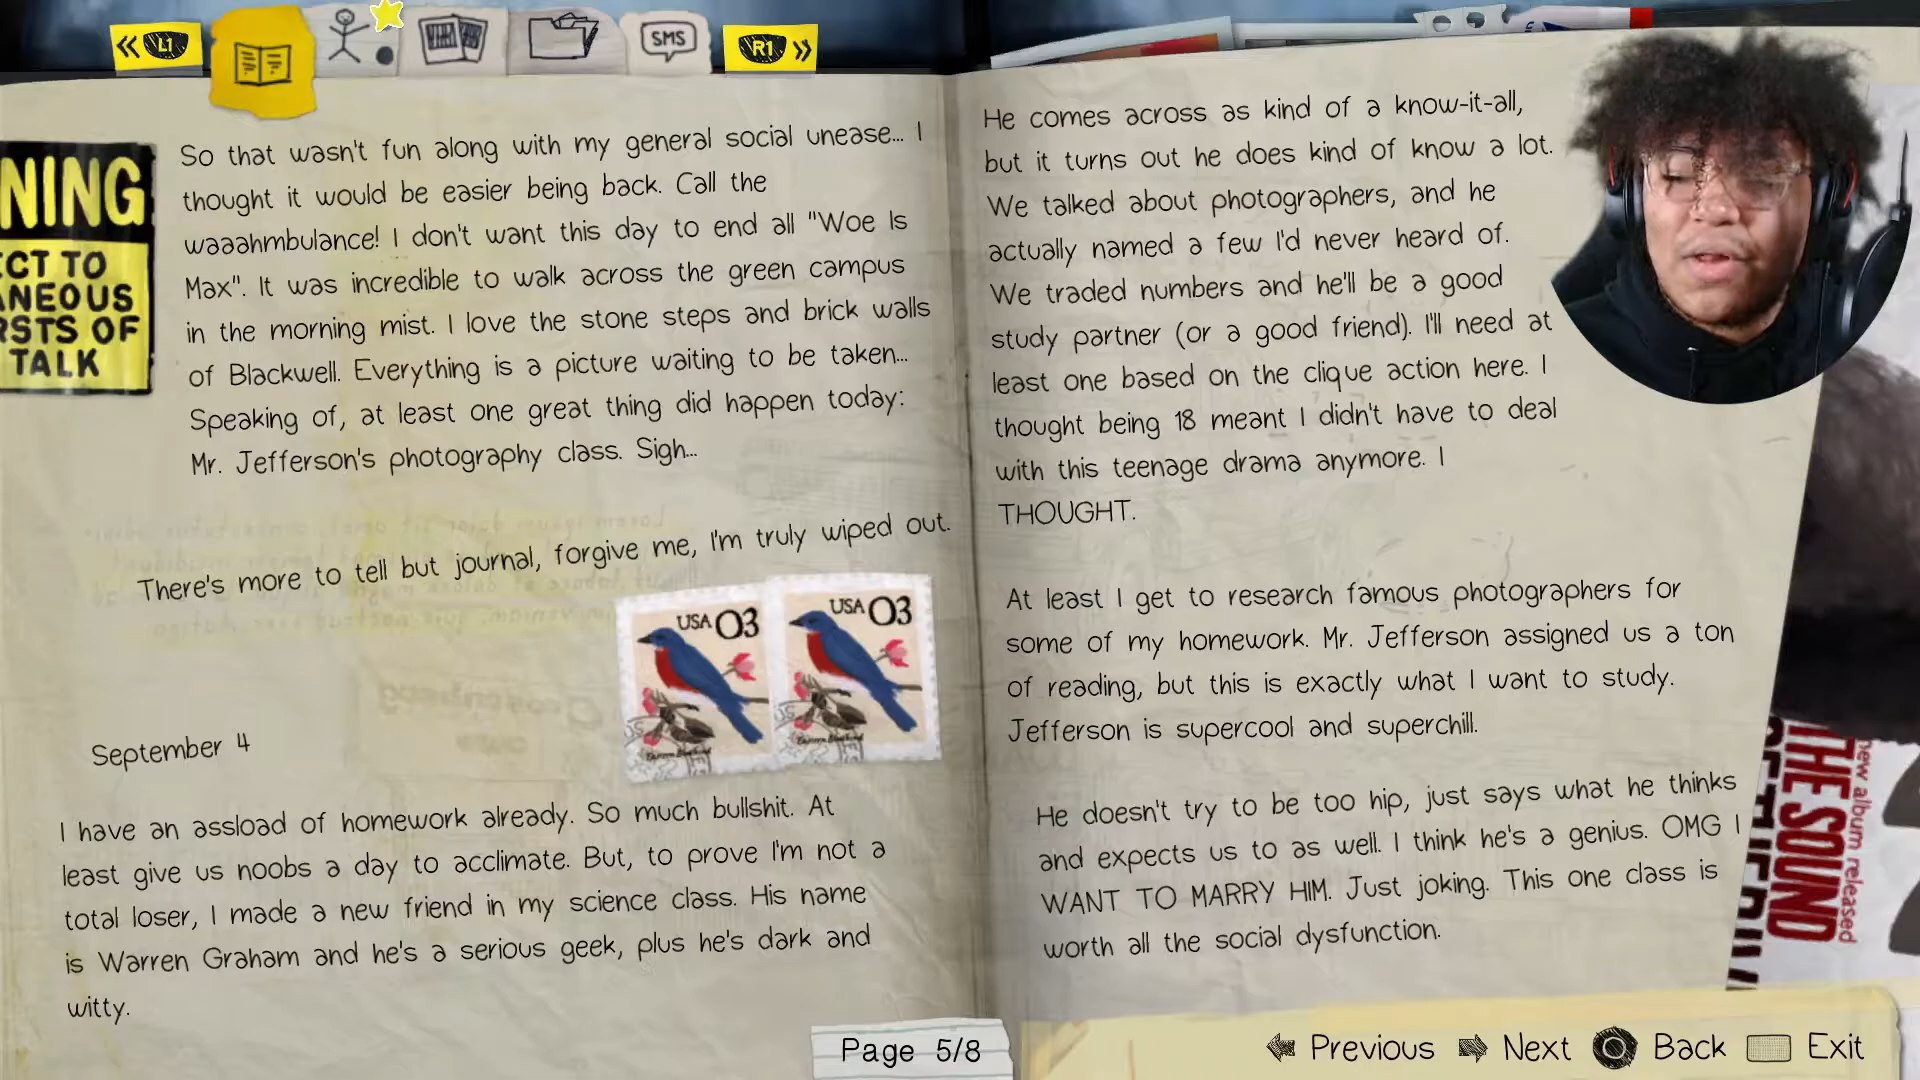 L1
SMS
R1
NING
ECT TO
ANEOUS
RSTS OF
TALK
So that wasn't fun along with my general social unease... I
thought it would be easier being back. Call the
waaahmbulance! I don't want this day to end all "Woe Is
Max". It was incredible to walk across the green campus
in the morning mist. I love the stone steps and brick walls
of Blackwell. Everything is a picture waiting to be taken...
Speaking of, at least one great thing did happen today:
Mr. Jefferson's photography class. Sigh...
There's more to tell but journal, forgive me, I'm truly wiped out.
USA 03
USA 03
September 4
I have an assload of homework already. So much bullshit. At
least give us noobs a day to acclimate. But, to prove I'm not a
total loser, I made a new friend in my science class. His name
is Warren Graham and he's a serious geek, plus he's dark and
witty.
He comes across as kind of a know-it-all,
but it turns out he does kind of know a lot.
We talked about photographers, and he
actually named a few I'd never heard of.
We traded numbers and he'll be a good
study partner (or a good friend). I'll need at
least one based on the clique action here. I
thought being 18 meant I didn't have to deal
with this teenage drama anymore. I
THOUGHT.
At least I get to research famous photographers for
some of my homework. Mr. Jefferson assigned us a ton
of reading, but this is exactly what I want to study.
Jefferson is supercool and superchill.
He doesn't try to be too hip, just says what he thinks
and expects us to as well. I think he's a genius. OMG I
WANT TO MARRY HIM. Just joking. This one class is
worth all the social dysfunction.
new album released
THE SOUND
Page 5/8
Previous
Next
Back
Exit